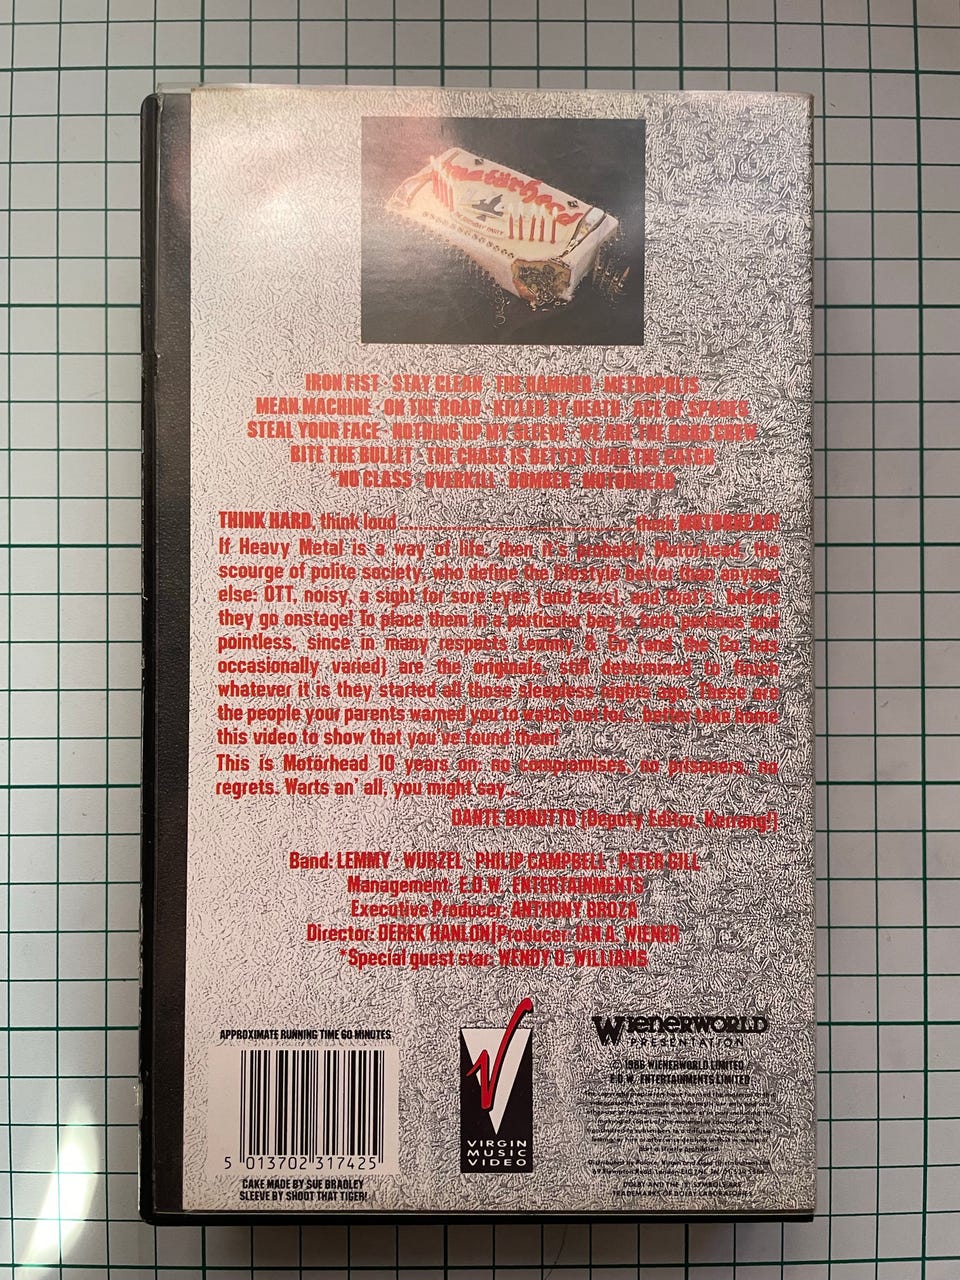 motörhead
THE BIRTHDAY PARTY
IRON FIST · STAY CLEAN · THE HAMMER · METROPOLIS
MEAN MACHINE · ON THE ROAD · KILLED BY DEATH · ACE OF SPADES
STEAL YOUR FACE · NOTHING UP MY SLEEVE · WE ARE THE ROAD CREW
BITE THE BULLET · THE CHASE IS BETTER THAN THE CATCH
*NO CLASS · OVERKILL · BOMBER · MOTORHEAD
THINK HARD, think loud.......................................................think MOTORHEAD!
If Heavy Metal is a way of life, then it's probably Motorhead, the
scourge of polite society, who define the lifestyle better than anyone
else: OTT, noisy, a sight for sore eyes (and ears), and that's before
they go onstage! To place them in a particular bag is both perilous and
pointless, since in many respects Lemmy & Co (and the Co has
occasionally varied) are the originals, still determined to finish
whatever it is they started all those sleepless nights ago. These are
the people your parents warned you to watch out for... better take home
this video to show that you've found them!
This is Motörhead 10 years on: no compromises, no prisoners, no
regrets. Warts an' all, you might say...
DANTE BONUTTO (Deputy Editor, Kerrang!)
Band: LEMMY · WURZEL · PHILIP CAMPBELL · PETER GILL
Management: E.D.W. ENTERTAINMENTS
Executive Producer: ANTHONY BROZA
Director: DEREK HANLON|Producer: IAN A. WIENER
*Special guest star: WENDY O. WILLIAMS
APPROXIMATE RUNNING TIME 60 MINUTES
5 013702 317425
CAKE MADE BY SUE BRADLEY
SLEEVE BY SHOOT THAT TIGER!
VIRGIN
MUSIC
VIDEO
WIENERWORLD
PRESENTATION
© 1986 WIENERWORLD LIMITED /
E.D.W. ENTERTAINMENTS LIMITED
DOLBY AND THE SYMBOL ARE
TRADEMARKS OF DOLBY LABORATORIES